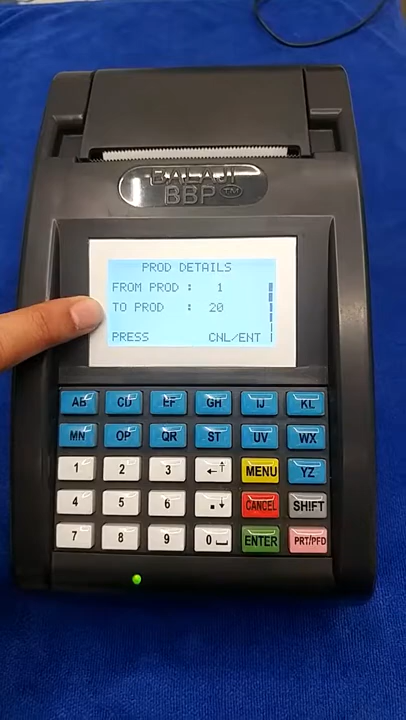 BALAJI
BBP TM
PROD DETAILS
FROM PROD : 1
TO PROD : 20
PRESS CNL/ENT
AB CD EF GH IJ KL
MN OP QR ST UV WX
1 2 3 ←↑ MENU YZ
4 5 6 .↓ CANCEL SHIFT
7 8 9 0 ⎵ ENTER PRT/PFD